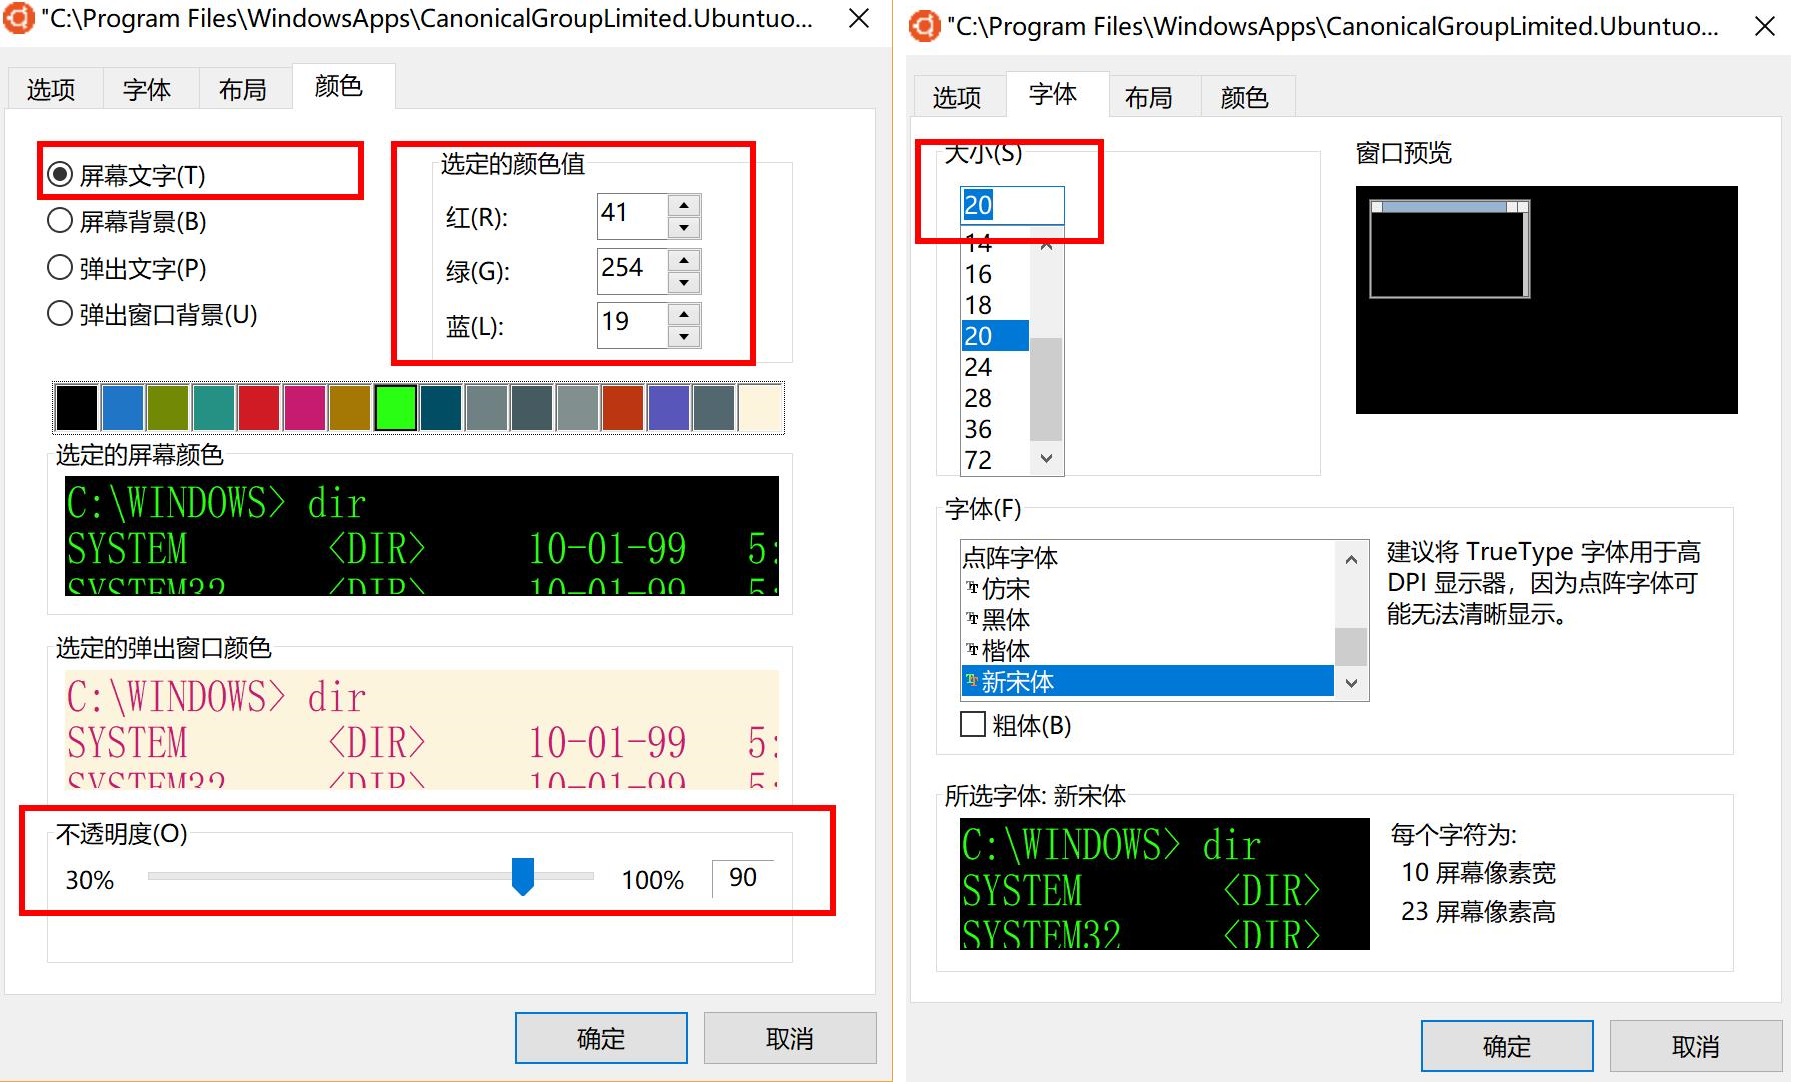 "C:\Program Files\WindowsApps\CanonicalGroupLimited.Ubuntuo...
选项 字体 布局 颜色
屏幕文字(T)
屏幕背景(B)
弹出文字(P)
弹出窗口背景(U)
选定的颜色值
红(R): 41
绿(G): 254
蓝(L): 19
选定的屏幕颜色
C:\WINDOWS> dir
SYSTEM <DIR> 10-01-99 5:
SYSTEM32 <DIR> 10-01-99 5:
选定的弹出窗口颜色
C:\WINDOWS> dir
SYSTEM <DIR> 10-01-99 5:
SYSTEM32 <DIR> 10-01-99 5:
不透明度(O)
30% 100% 90
确定 取消
"C:\Program Files\WindowsApps\CanonicalGroupLimited.Ubuntuo...
选项 字体 布局 颜色
大小(S)
20
14
16
18
20
24
28
36
72
窗口预览
字体(F)
点阵字体
仿宋
黑体
楷体
新宋体
粗体(B)
建议将 TrueType 字体用于高
DPI 显示器，因为点阵字体可
能无法清晰显示。
所选字体: 新宋体
C:\WINDOWS> dir
SYSTEM <DIR>
SYSTEM32 <DIR>
每个字符为:
10 屏幕像素宽
23 屏幕像素高
确定 取消